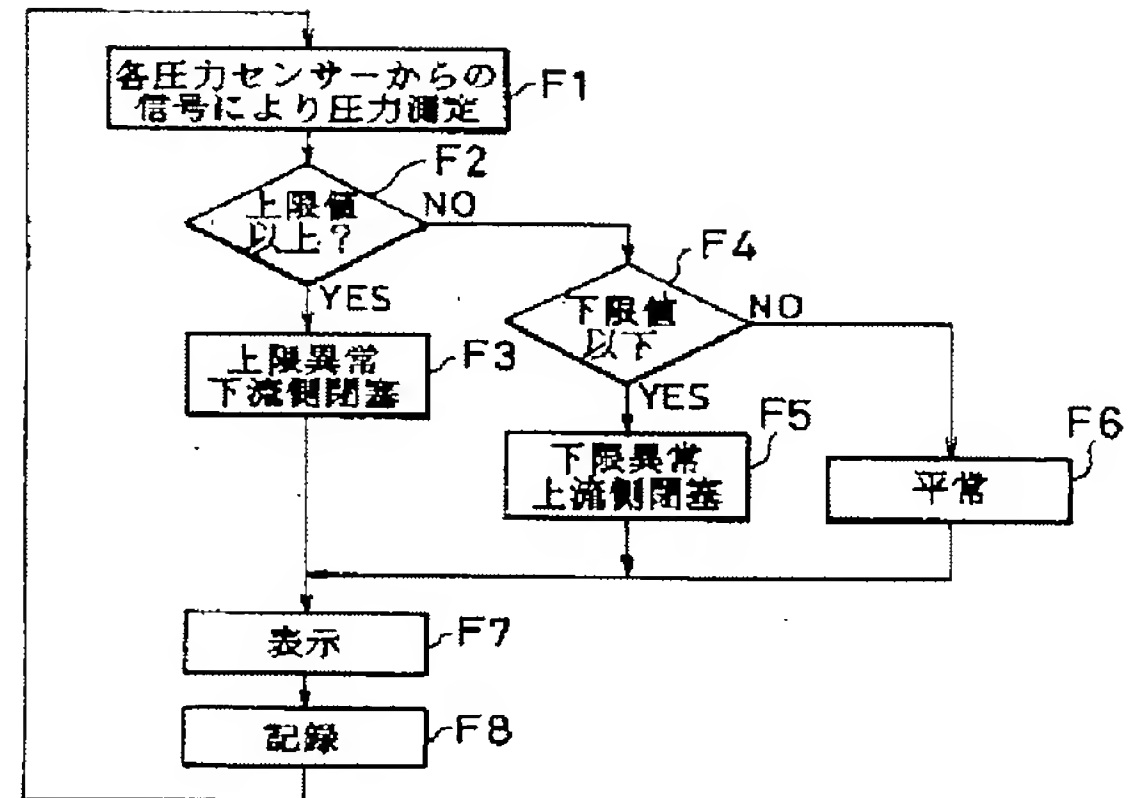 各圧力センサーからの
信号により圧力測定
F1
F2
上限値
以上?
NO
YES
F4
下限値
以下
NO
YES
上限異常
下流側閉塞
F3
F5
下限異常
上流側閉塞
F6
平常
表示
F7
記録
F8